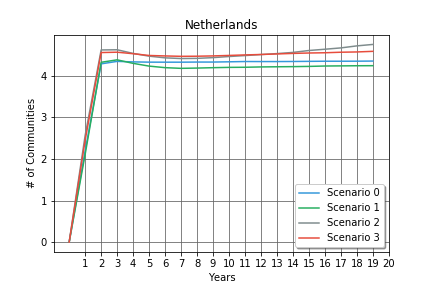 Netherlands
# of Communities
4
3
2
1
0
Scenario 0
Scenario 1
Scenario 2
Scenario 3
1 2 3 4 5 6 7 8 9 10 11 12 13 14 15 16 17 18 19 20
Years